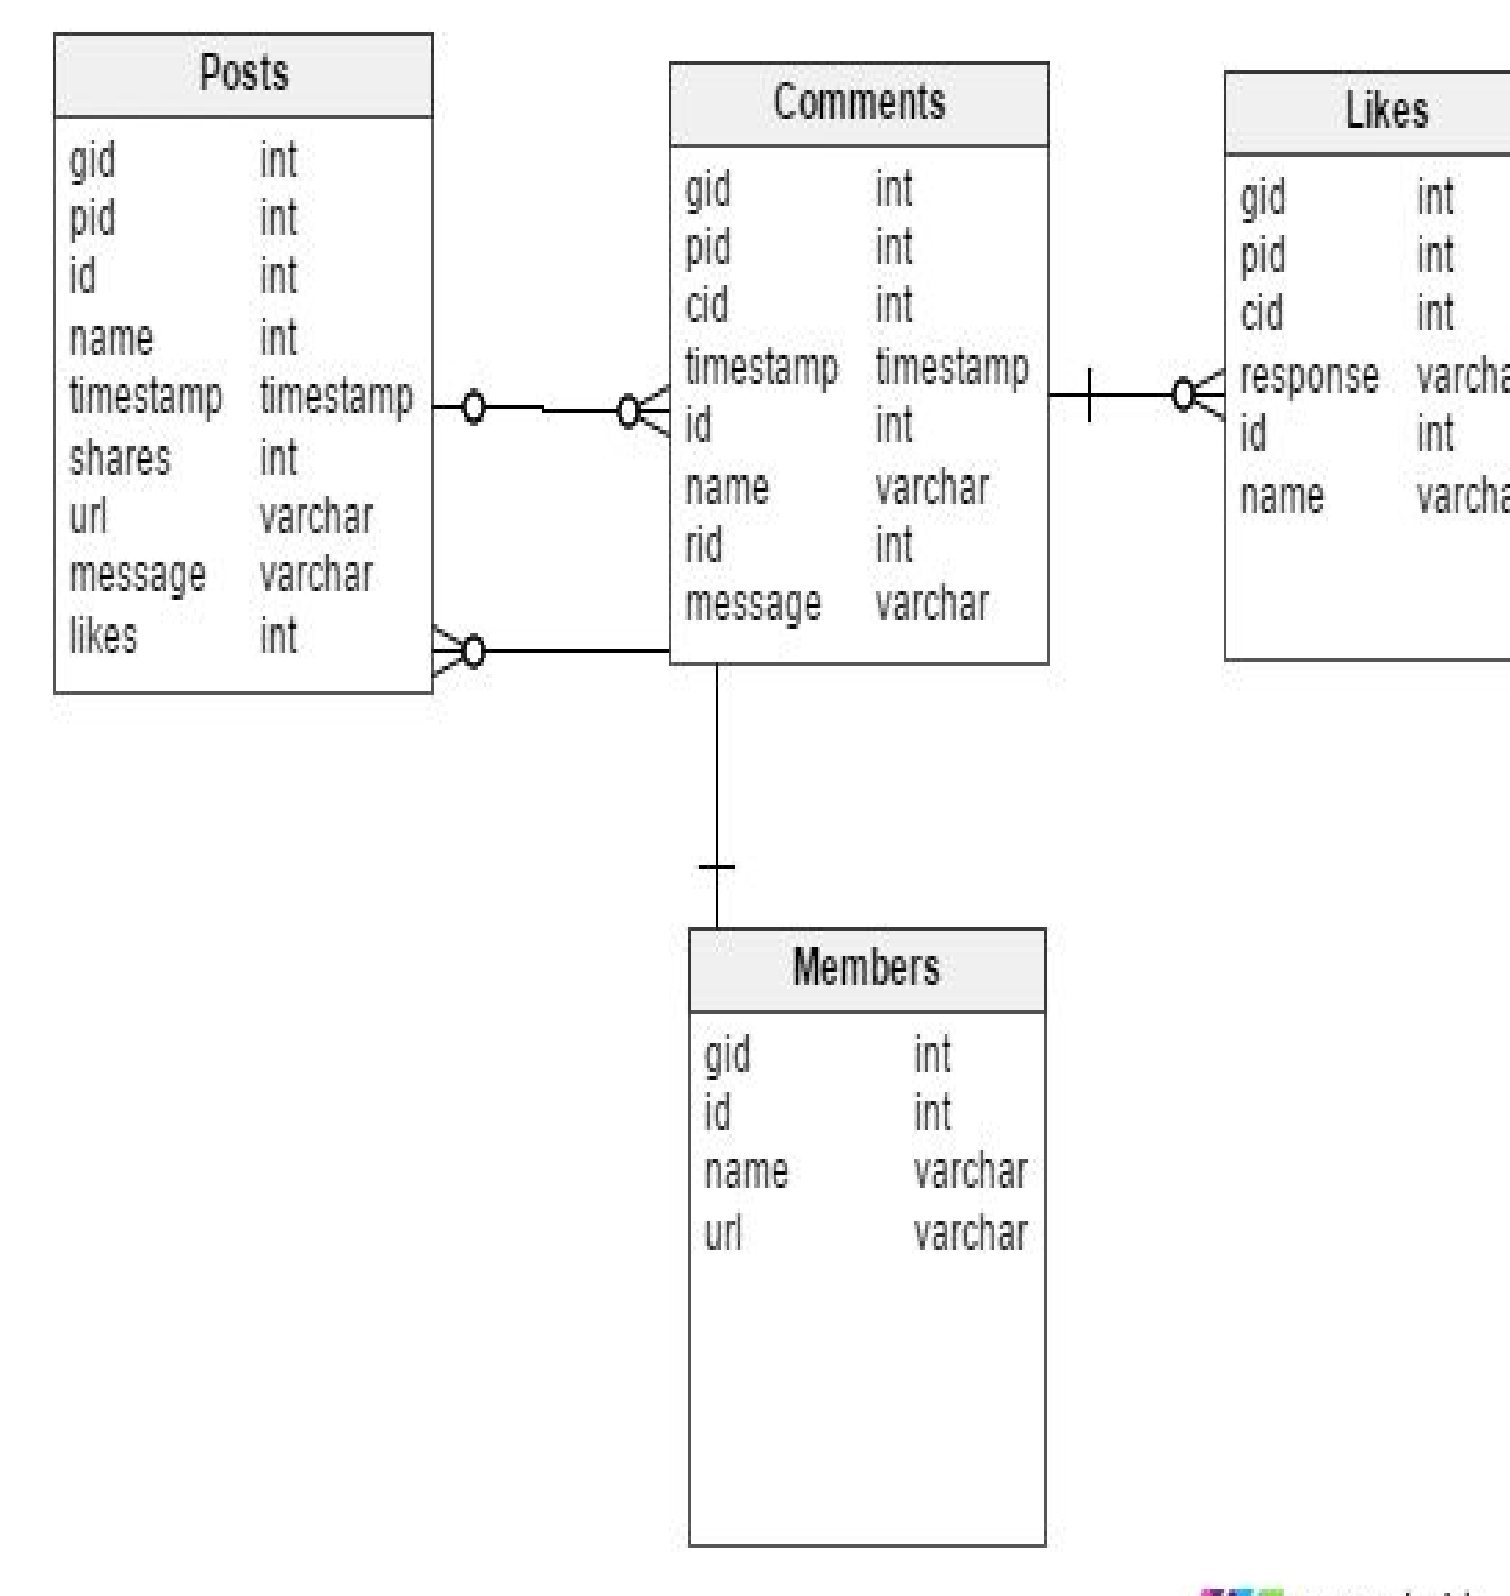 Posts
gid int
pid int
id int
name int
timestamp timestamp
shares int
url varchar
message varchar
likes int
Comments
gid int
pid int
cid int
timestamp timestamp
id int
name varchar
rid int
message varchar
Likes
gid int
pid int
cid int
response varcha
id int
name varcha
Members
gid int
id int
name varchar
url varchar